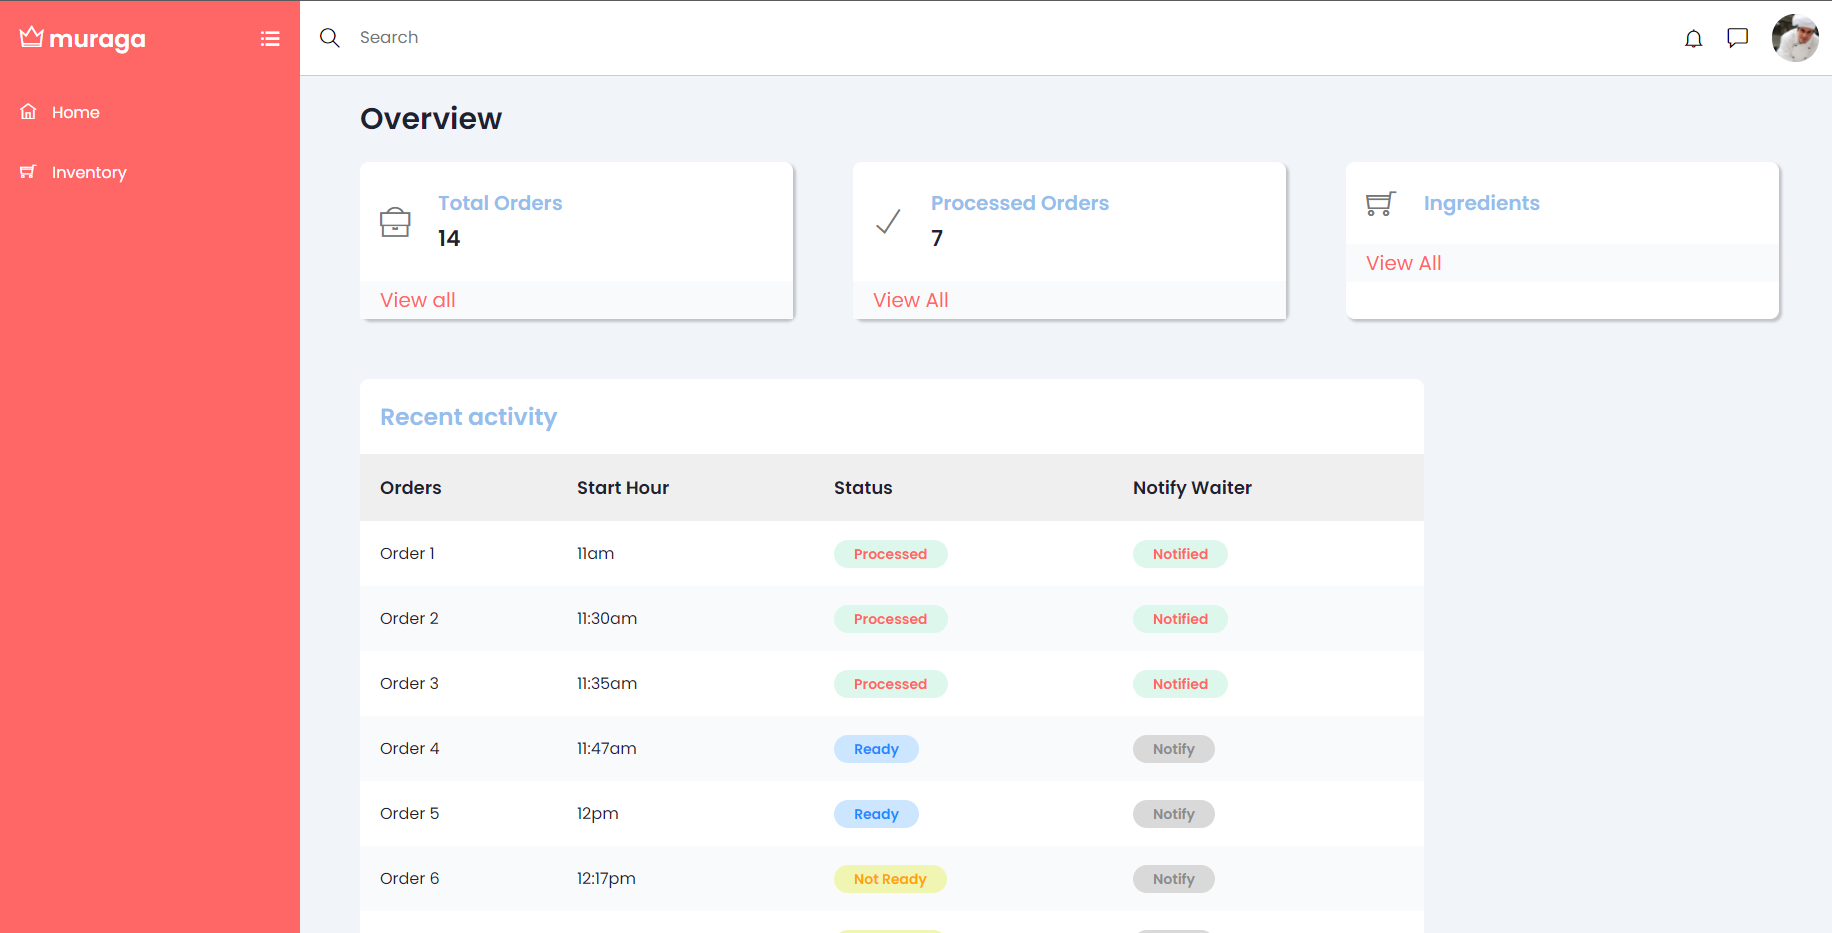 muraga
Search
Home
Inventory
Overview
Total Orders
14
View all
Processed Orders
7
View All
Ingredients
View All
Recent activity
Orders Start Hour Status Notify Waiter
Order 1 11am Processed Notified
Order 2 11:30am Processed Notified
Order 3 11:35am Processed Notified
Order 4 11:47am Ready Notify
Order 5 12pm Ready Notify
Order 6 12:17pm Not Ready Notify